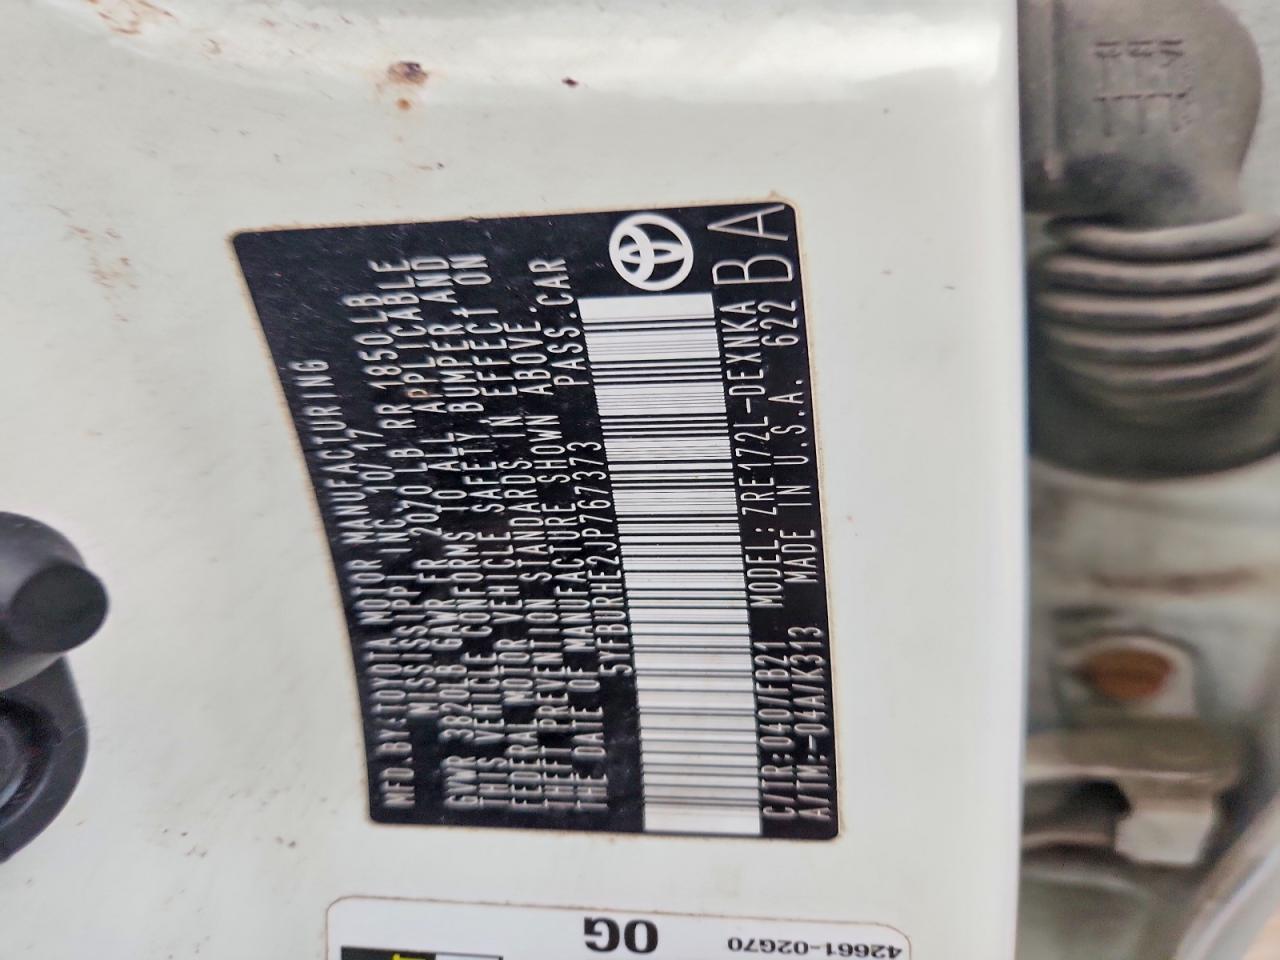 MFD.BY:TOYOTA MOTOR MANUFACTURING
MISSISSIPPI INC. 10/17
GVWR 3820LB GAWR FR 2070LB RR 1850LB
THIS VEHICLE CONFORMS TO ALL APPLICABLE
FEDERAL MOTOR VEHICLE SAFETY, BUMPER, AND
THEFT PREVENTION STANDARDS IN EFFECT ON
THE DATE OF MANUFACTURE SHOWN ABOVE.
5YFBURHE2JP767373 PASS.CAR
C/TR:040/FB21 MODEL:ZRE172L-DEXNKA
A/TM:-04A/K313 MADE IN U.S.A. 622
BA
0G
42661-02G70